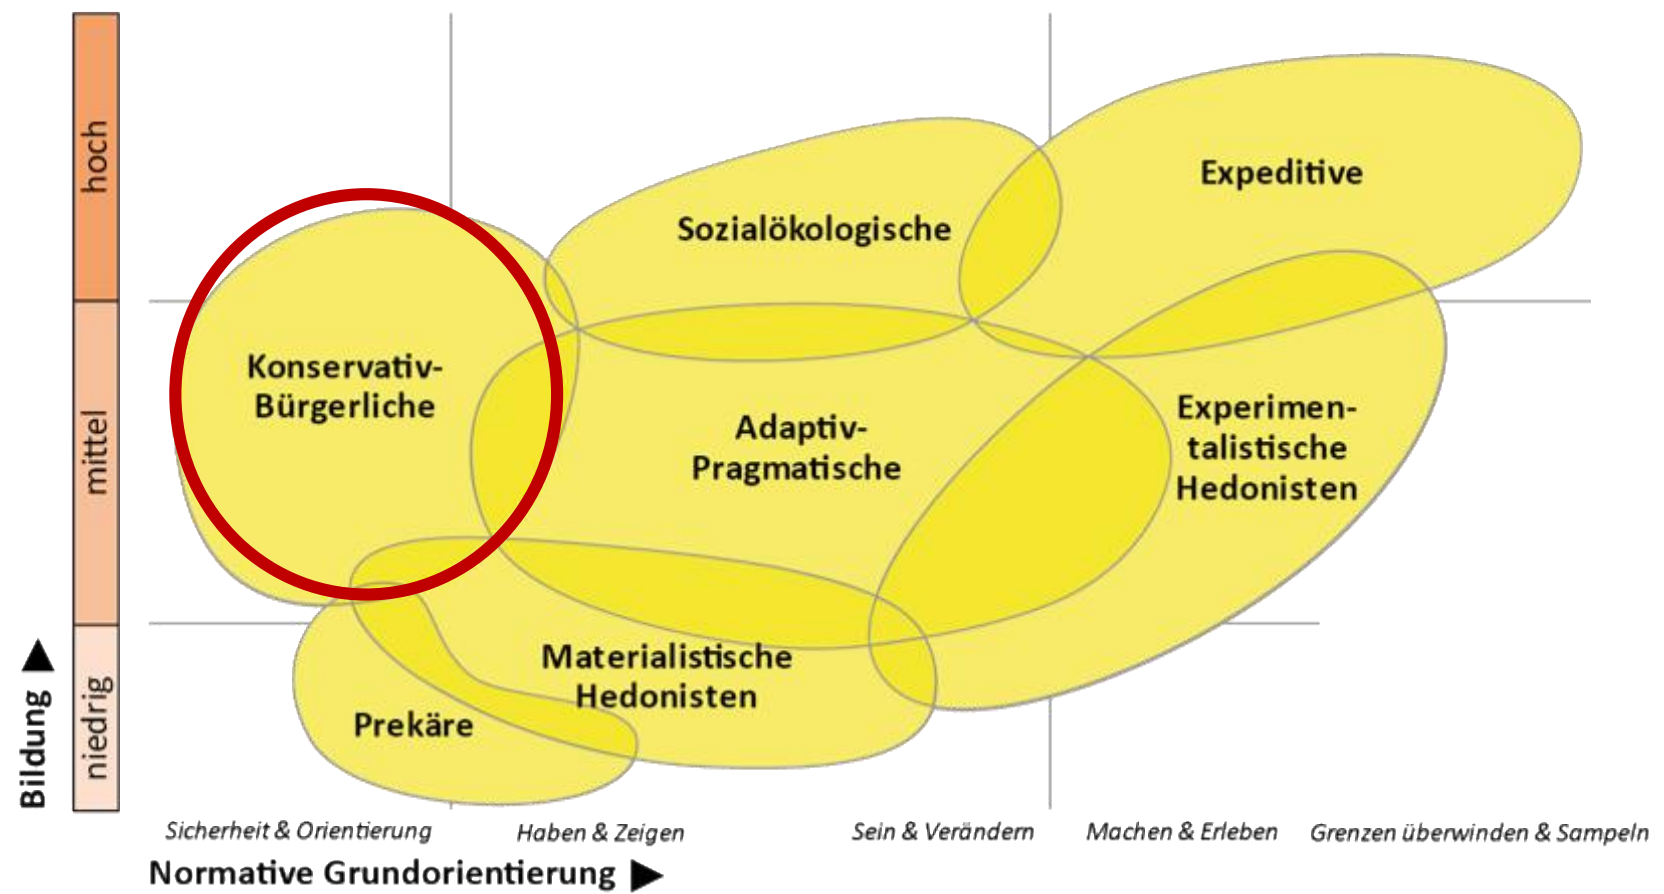 hoch
Expeditive
Sozialökologische
Konservativ-
Bürgerliche
mittel
Adaptiv-
Pragmatische
Experimen-
talistische
Hedonisten
Materialistische
Hedonisten
Prekäre
niedrig
Bildung ▶
Sicherheit & Orientierung
Haben & Zeigen
Sein & Verändern
Machen & Erleben
Grenzen überwinden & Sampeln
Normative Grundorientierung ▶